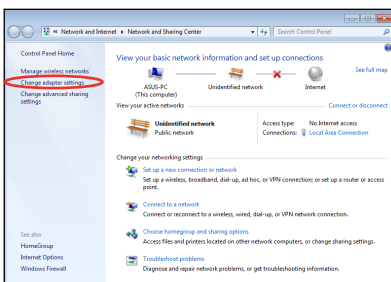 Network and Internet ▸ Network and Sharing Center
Search Control Panel
Control Panel Home
Manage wireless networks
Change adapter settings
Change advanced sharing
settings
See also
HomeGroup
Internet Options
Windows Firewall
View your basic network information and set up connections
See full map
ASUS-PC
(This computer)
Unidentified network
Internet
View your active networks
Connect or disconnect
Unidentified network
Public network
Access type: No Internet access
Connections: Local Area Connection
Change your networking settings
Set up a new connection or network
Set up a wireless, broadband, dial-up, ad hoc, or VPN connection; or set up a router or access
point.
Connect to a network
Connect or reconnect to a wireless, wired, dial-up, or VPN network connection.
Choose homegroup and sharing options
Access files and printers located on other network computers, or change sharing settings.
Troubleshoot problems
Diagnose and repair network problems, or get troubleshooting information.